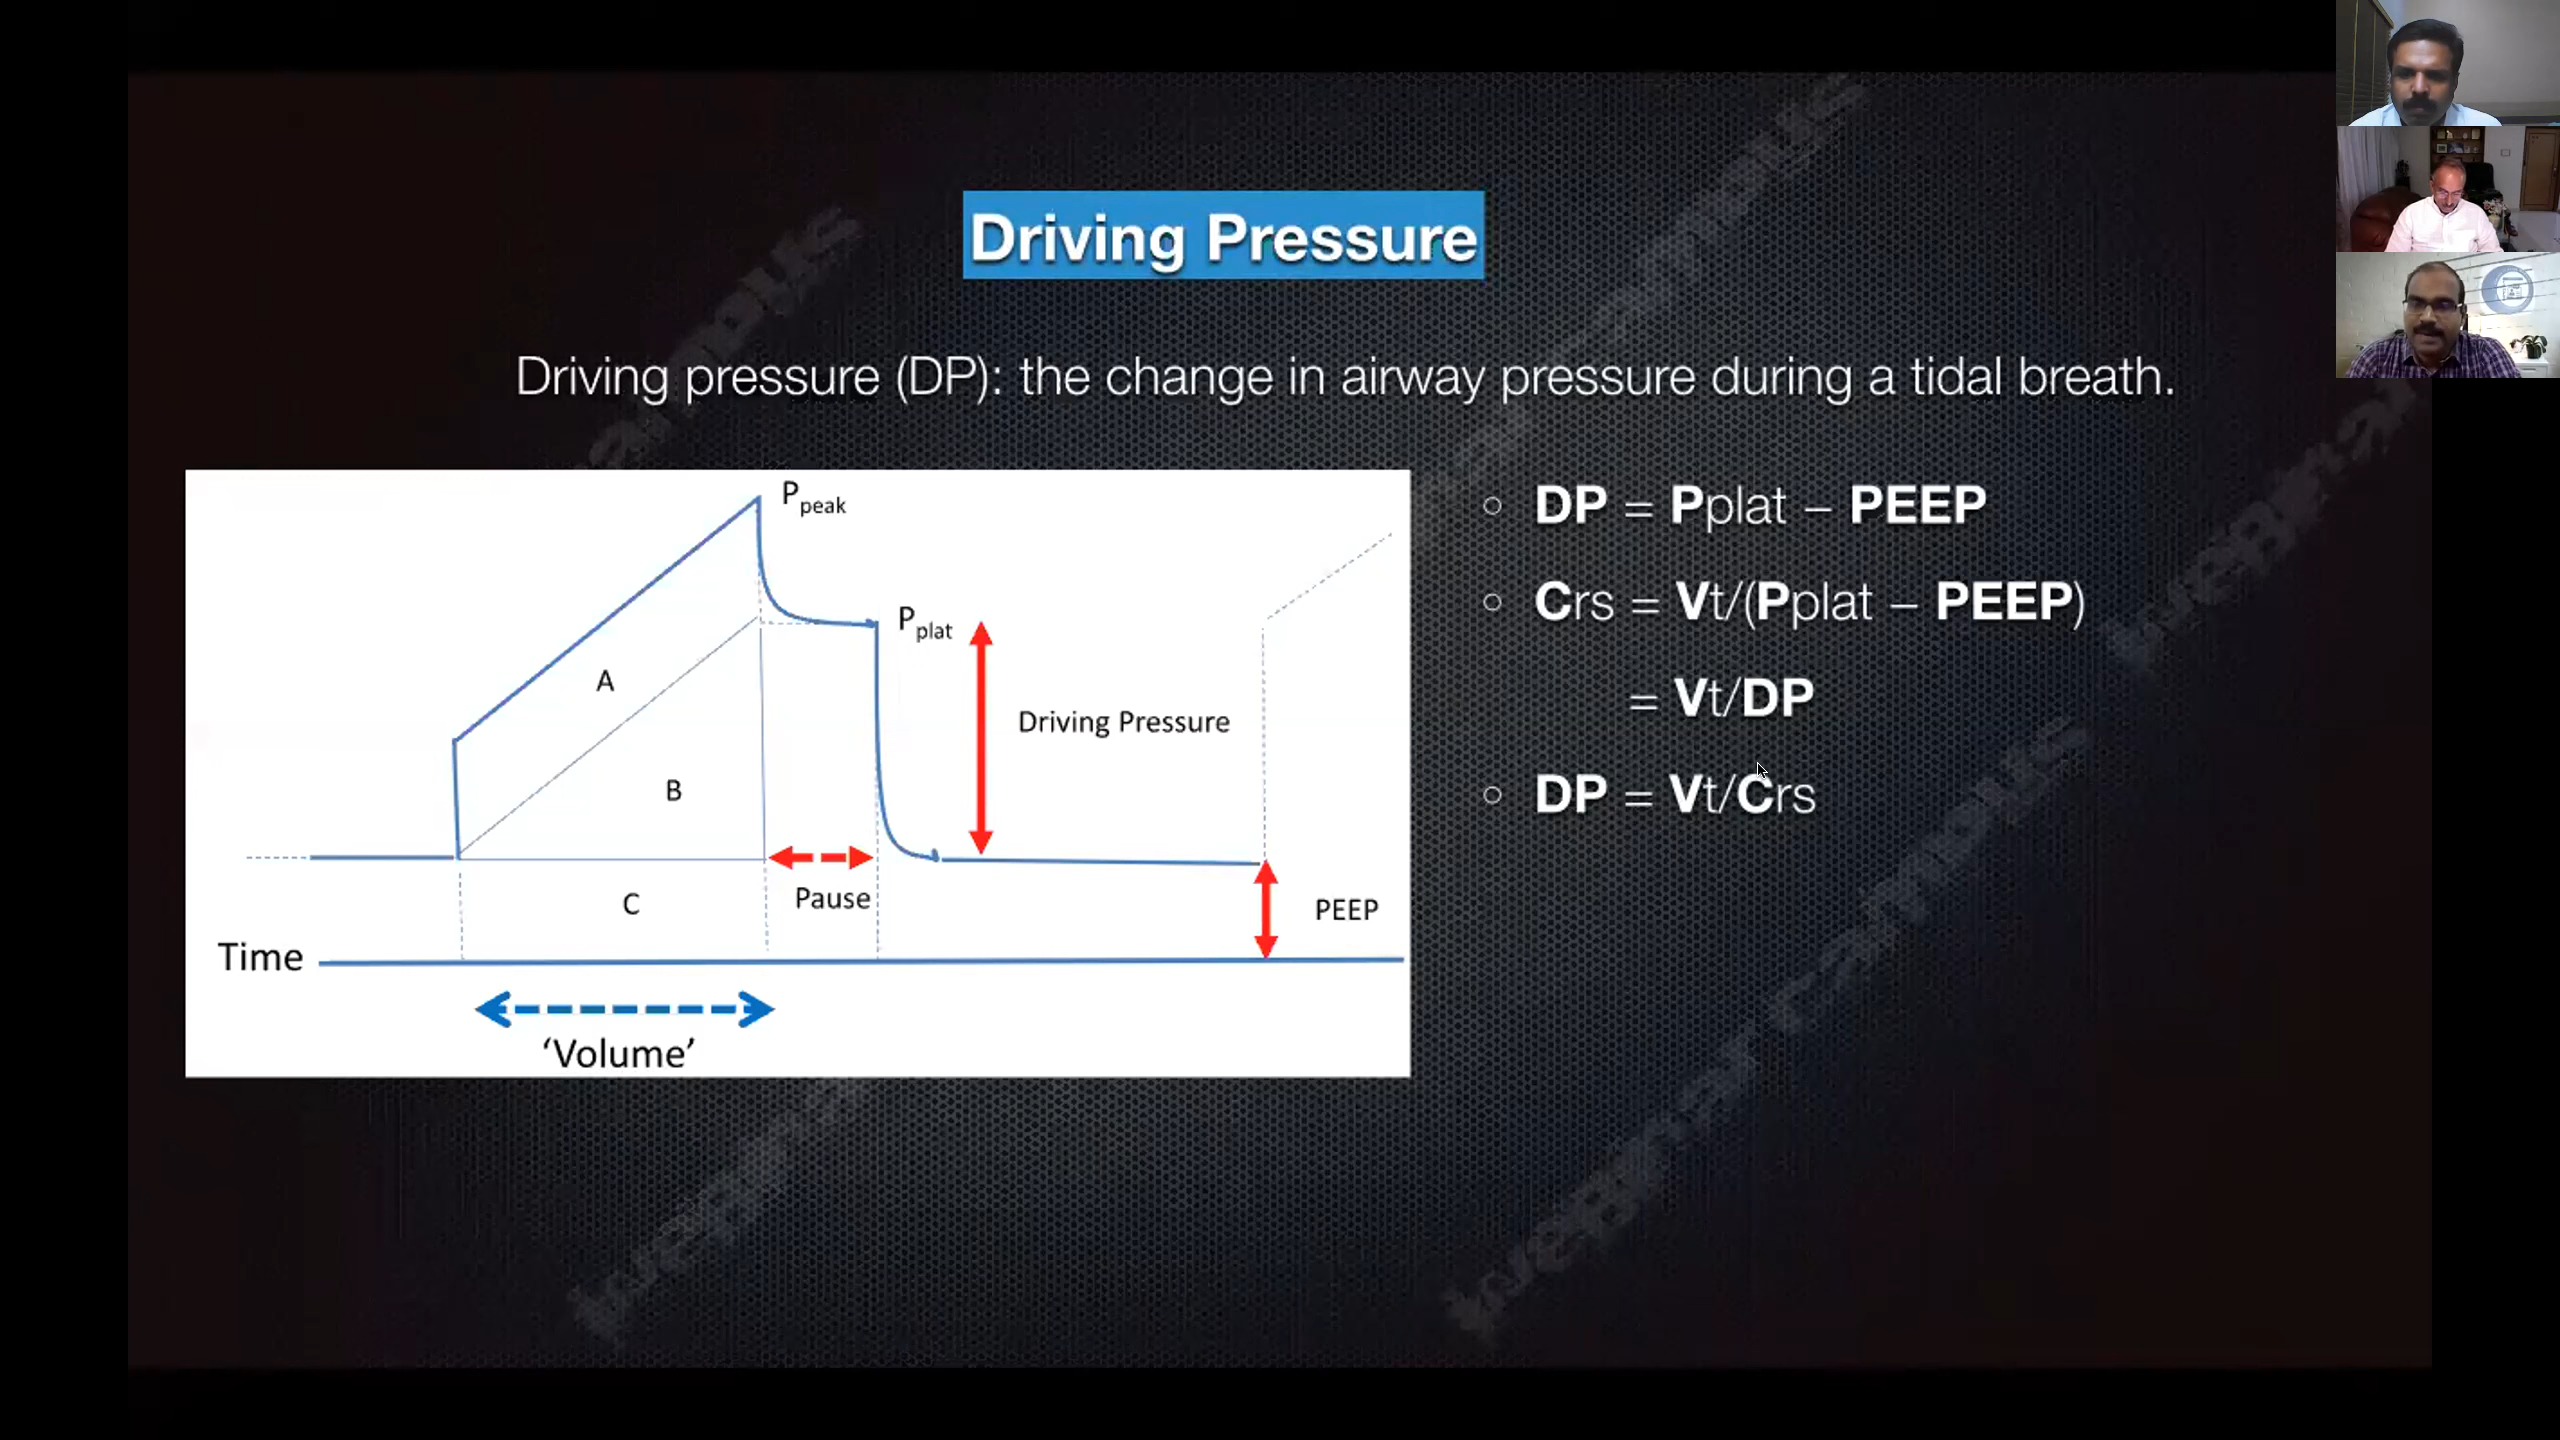 Driving Pressure
Driving pressure (DP): the change in airway pressure during a tidal breath.
Ppeak
Pplat
A
Driving Pressure
B
Pause
C
PEEP
Time
‘Volume’
DP = Pplat – PEEP
Crs = Vt/(Pplat – PEEP)
= Vt/DP
DP = Vt/Crs